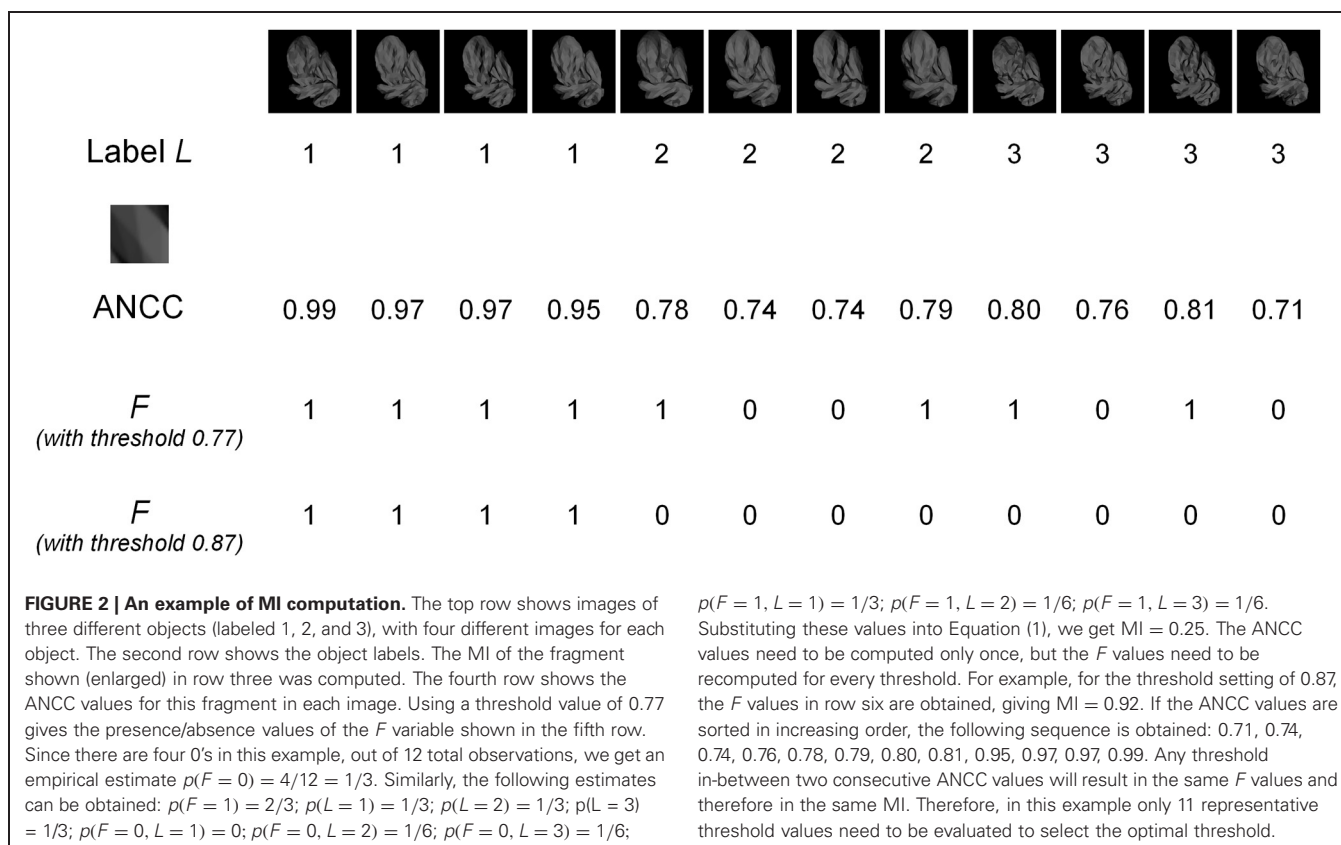 Label L 1 1 1 1 2 2 2 2 3 3 3 3
ANCC 0.99 0.97 0.97 0.95 0.78 0.74 0.74 0.79 0.80 0.76 0.81 0.71
F 1 1 1 1 1 0 0 1 1 0 1 0
(with threshold 0.77)
F 1 1 1 1 0 0 0 0 0 0 0 0
(with threshold 0.87)
FIGURE 2 | An example of MI computation. The top row shows images of
three different objects (labeled 1, 2, and 3), with four different images for each
object. The second row shows the object labels. The MI of the fragment
shown (enlarged) in row three was computed. The fourth row shows the
ANCC values for this fragment in each image. Using a threshold value of 0.77
gives the presence/absence values of the F variable shown in the fifth row.
Since there are four 0's in this example, out of 12 total observations, we get an
empirical estimate p(F = 0) = 4/12 = 1/3. Similarly, the following estimates
can be obtained: p(F = 1) = 2/3; p(L = 1) = 1/3; p(L = 2) = 1/3; p(L = 3)
= 1/3; p(F = 0, L = 1) = 0; p(F = 0, L = 2) = 1/6; p(F = 0, L = 3) = 1/6;
p(F = 1, L = 1) = 1/3; p(F = 1, L = 2) = 1/6; p(F = 1, L = 3) = 1/6.
Substituting these values into Equation (1), we get MI = 0.25. The ANCC
values need to be computed only once, but the F values need to be
recomputed for every threshold. For example, for the threshold setting of 0.87,
the F values in row six are obtained, giving MI = 0.92. If the ANCC values are
sorted in increasing order, the following sequence is obtained: 0.71, 0.74,
0.74, 0.76, 0.78, 0.79, 0.80, 0.81, 0.95, 0.97, 0.97, 0.99. Any threshold
in-between two consecutive ANCC values will result in the same F values and
therefore in the same MI. Therefore, in this example only 11 representative
threshold values need to be evaluated to select the optimal threshold.